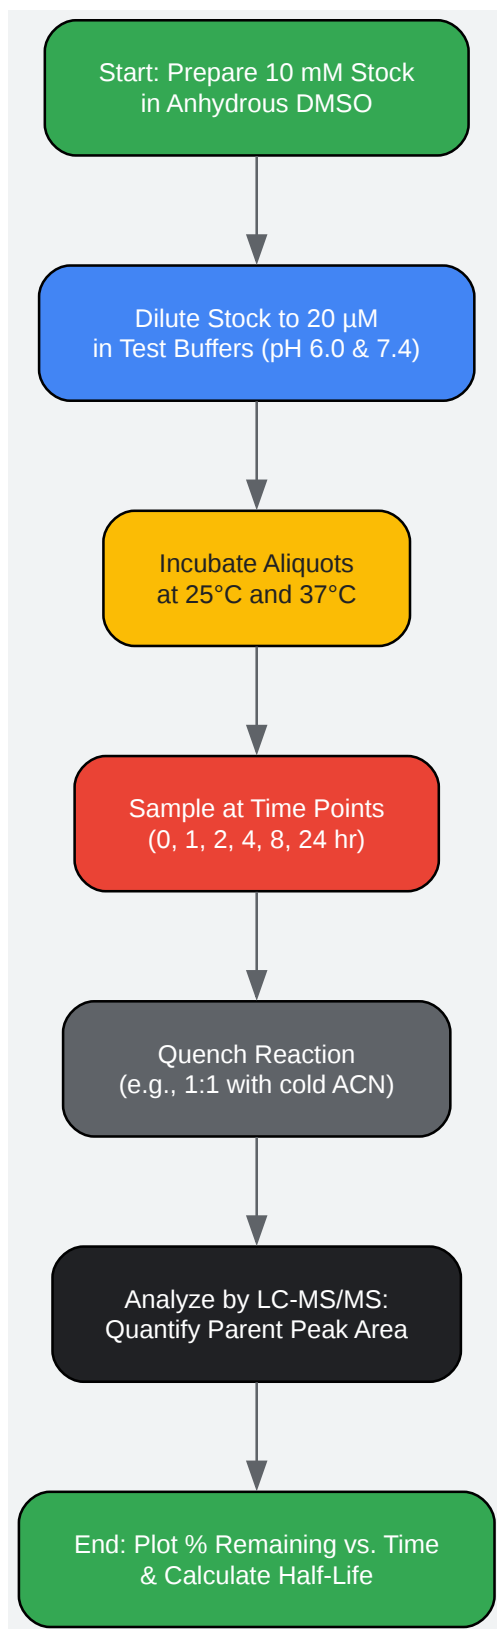 Start: Prepare 10 mM Stock
in Anhydrous DMSO
Dilute Stock to 20 µM
in Test Buffers (pH 6.0 & 7.4)
Incubate Aliquots
at 25°C and 37°C
Sample at Time Points
(0, 1, 2, 4, 8, 24 hr)
Quench Reaction
(e.g., 1:1 with cold ACN)
Analyze by LC-MS/MS:
Quantify Parent Peak Area
End: Plot % Remaining vs. Time
& Calculate Half-Life